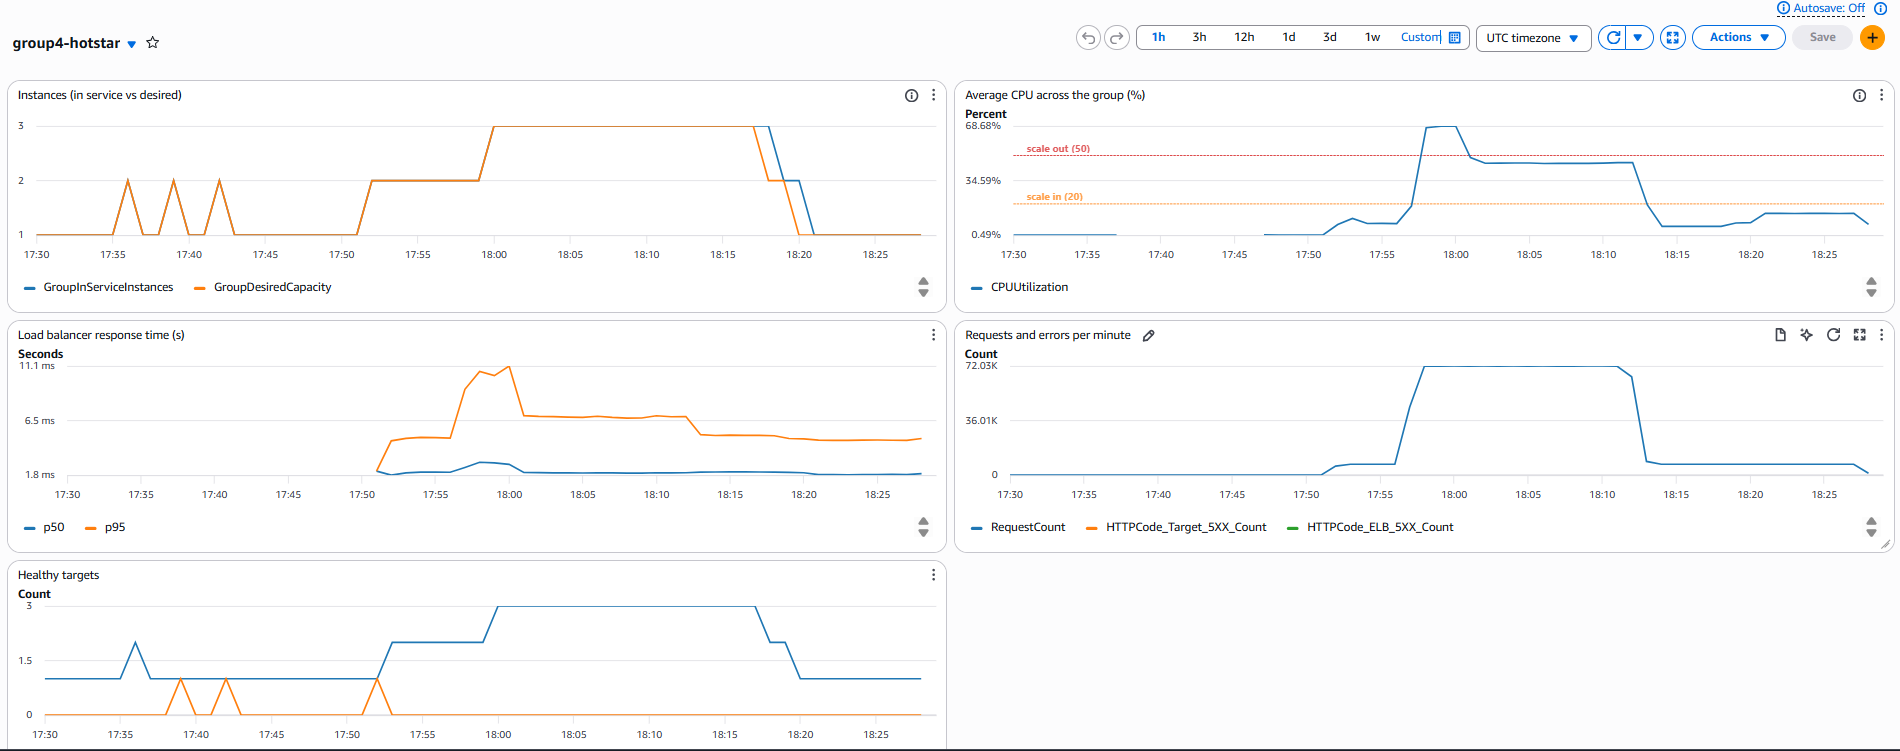 Autosave: Off
group4-hotstar
1h 3h 12h 1d 3d 1w Custom
UTC timezone
Actions
Save
Instances (in service vs desired)
3
2
1
17:30 17:35 17:40 17:45 17:50 17:55 18:00 18:05 18:10 18:15 18:20 18:25
GroupInServiceInstances GroupDesiredCapacity
Average CPU across the group (%)
Percent
68.68%
scale out (50)
34.59%
scale in (20)
0.49%
17:30 17:35 17:40 17:45 17:50 17:55 18:00 18:05 18:10 18:15 18:20 18:25
CPUUtilization
Load balancer response time (s)
Seconds
11.1 ms
6.5 ms
1.8 ms
17:30 17:35 17:40 17:45 17:50 17:55 18:00 18:05 18:10 18:15 18:20 18:25
p50 p95
Requests and errors per minute
Count
72.03K
36.01K
0
17:30 17:35 17:40 17:45 17:50 17:55 18:00 18:05 18:10 18:15 18:20 18:25
RequestCount HTTPCode_Target_5XX_Count HTTPCode_ELB_5XX_Count
Healthy targets
Count
3
1.5
0
17:30 17:35 17:40 17:45 17:50 17:55 18:00 18:05 18:10 18:15 18:20 18:25